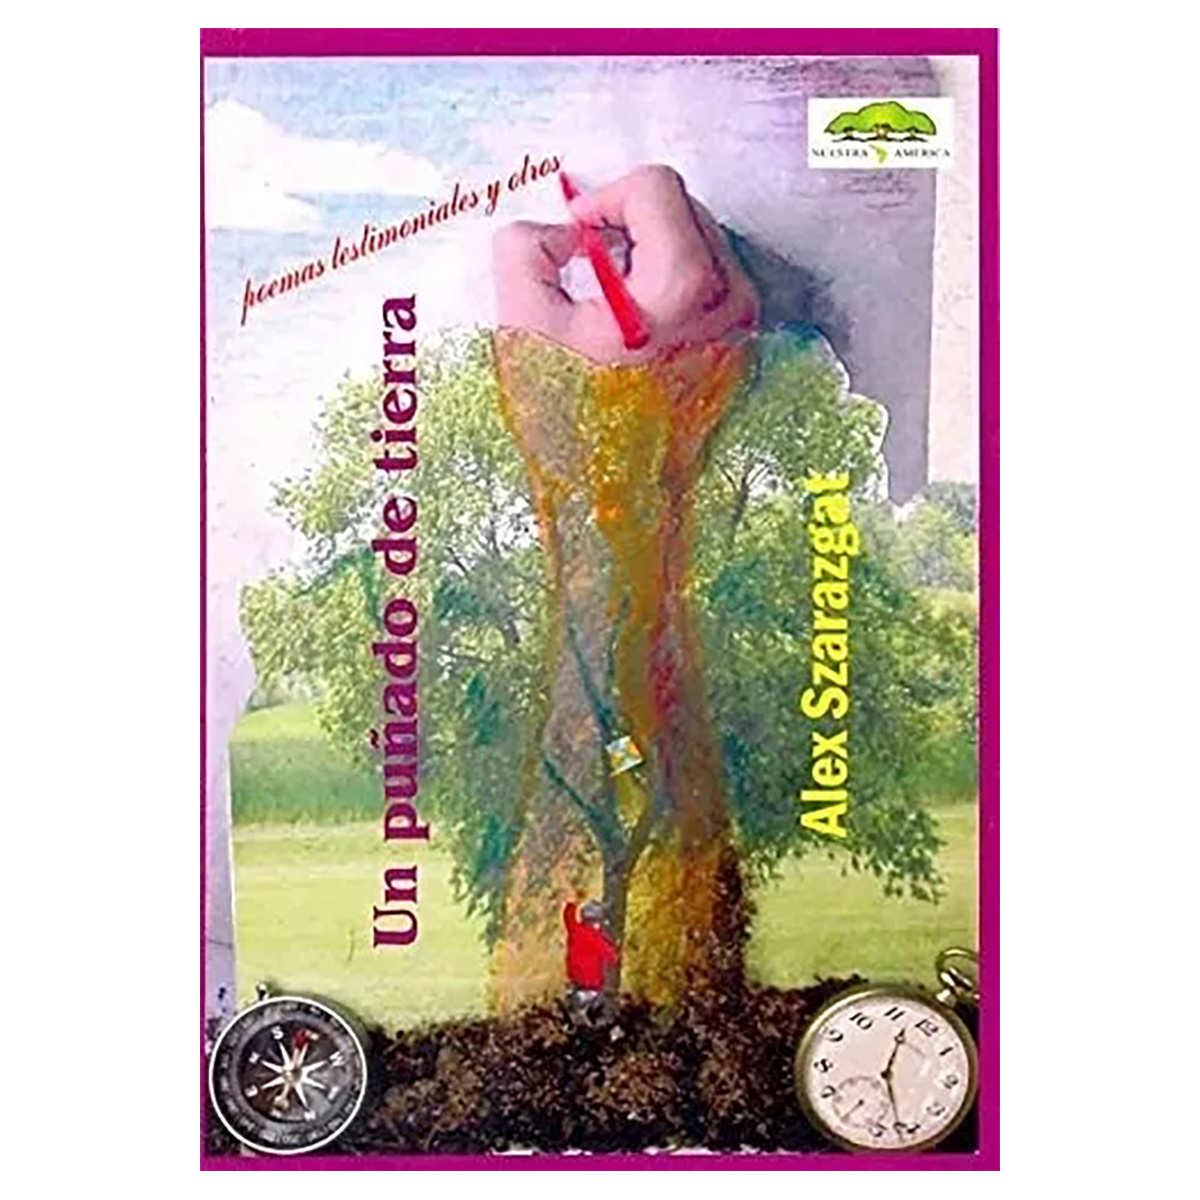 NUESTRA AMERICA
poemas testimoniales y otros
Un puñado de tierra
Alex Szarazgat